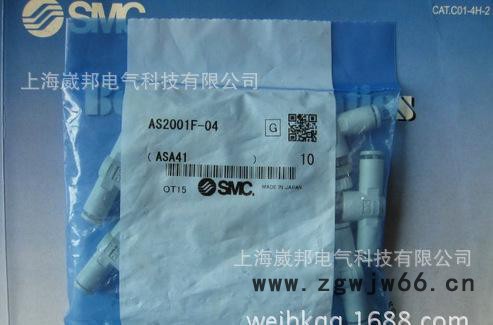 SMC
CAT.C01-4H-2
上海崴邦电气科技有限公司
AS2001F-04
G
( ASA41 ) 10
OT15 SMC. MADE IN JAPAN
上海崴邦电气科技有限公司
www.zgwjw66.cn
weihkgg.1688.com